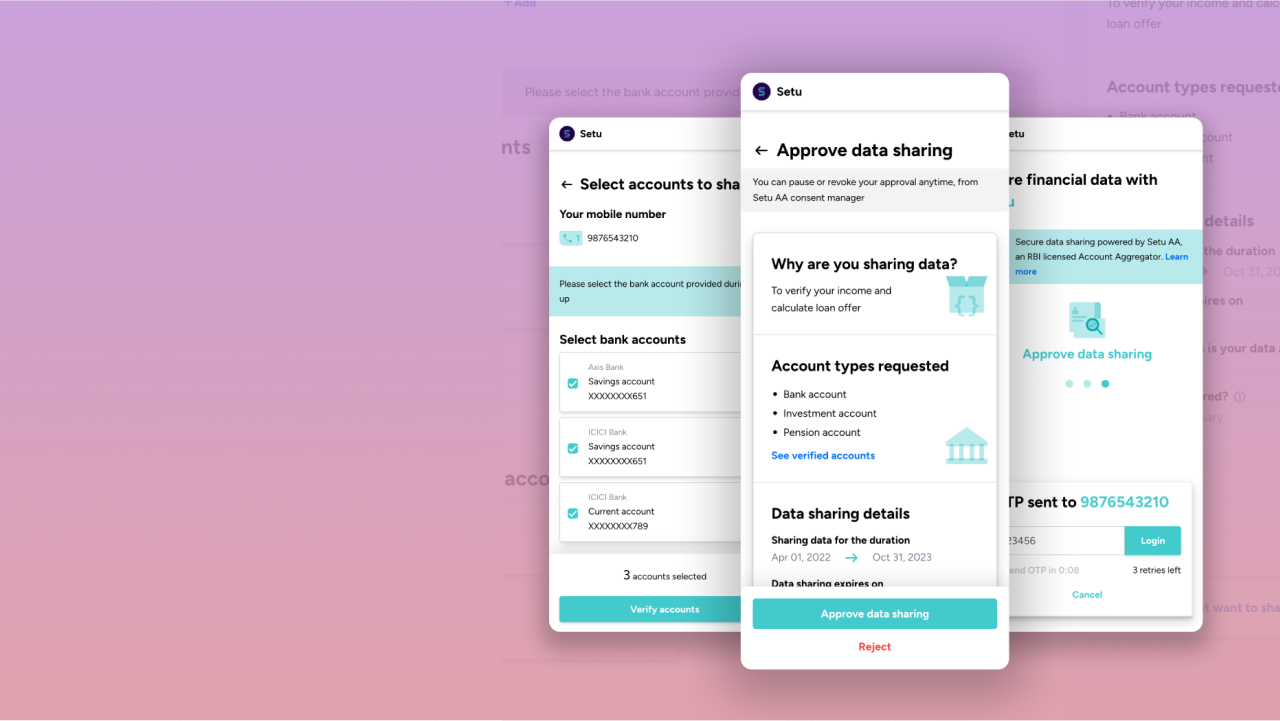 + Add
Please select the bank account provid
nts
acco
Setu
Select accounts to sha
Your mobile number
1 9876543210
Please select the bank account provided duri
up
Select bank accounts
Axis Bank
Savings account
XXXXXXXX651
ICICI Bank
Savings account
XXXXXXXX651
ICICI Bank
Current account
XXXXXXXX789
3 accounts selected
Verify accounts
S Setu
Approve data sharing
You can pause or revoke your approval anytime, from
Setu AA consent manager
Why are you sharing data?
To verify your income and
calculate loan offer
{ }
Account types requested
• Bank account
• Investment account
• Pension account
See verified accounts
Data sharing details
Sharing data for the duration
Apr 01, 2022 → Oct 31, 2023
Data sharing expires on
Approve data sharing
Reject
etu
re financial data with
u
Secure data sharing powered by Setu AA,
an RBI licensed Account Aggregator. Learn
more
Approve data sharing
TP sent to 9876543210
23456
Login
end OTP in 0:08
3 retries left
Cancel
To verify your income and calc
loan offer
Account types requeste
• Bank account
count
nt
details
the duration
Oct 31, 20
ires on
is your data a
red?
ary
t want to sha